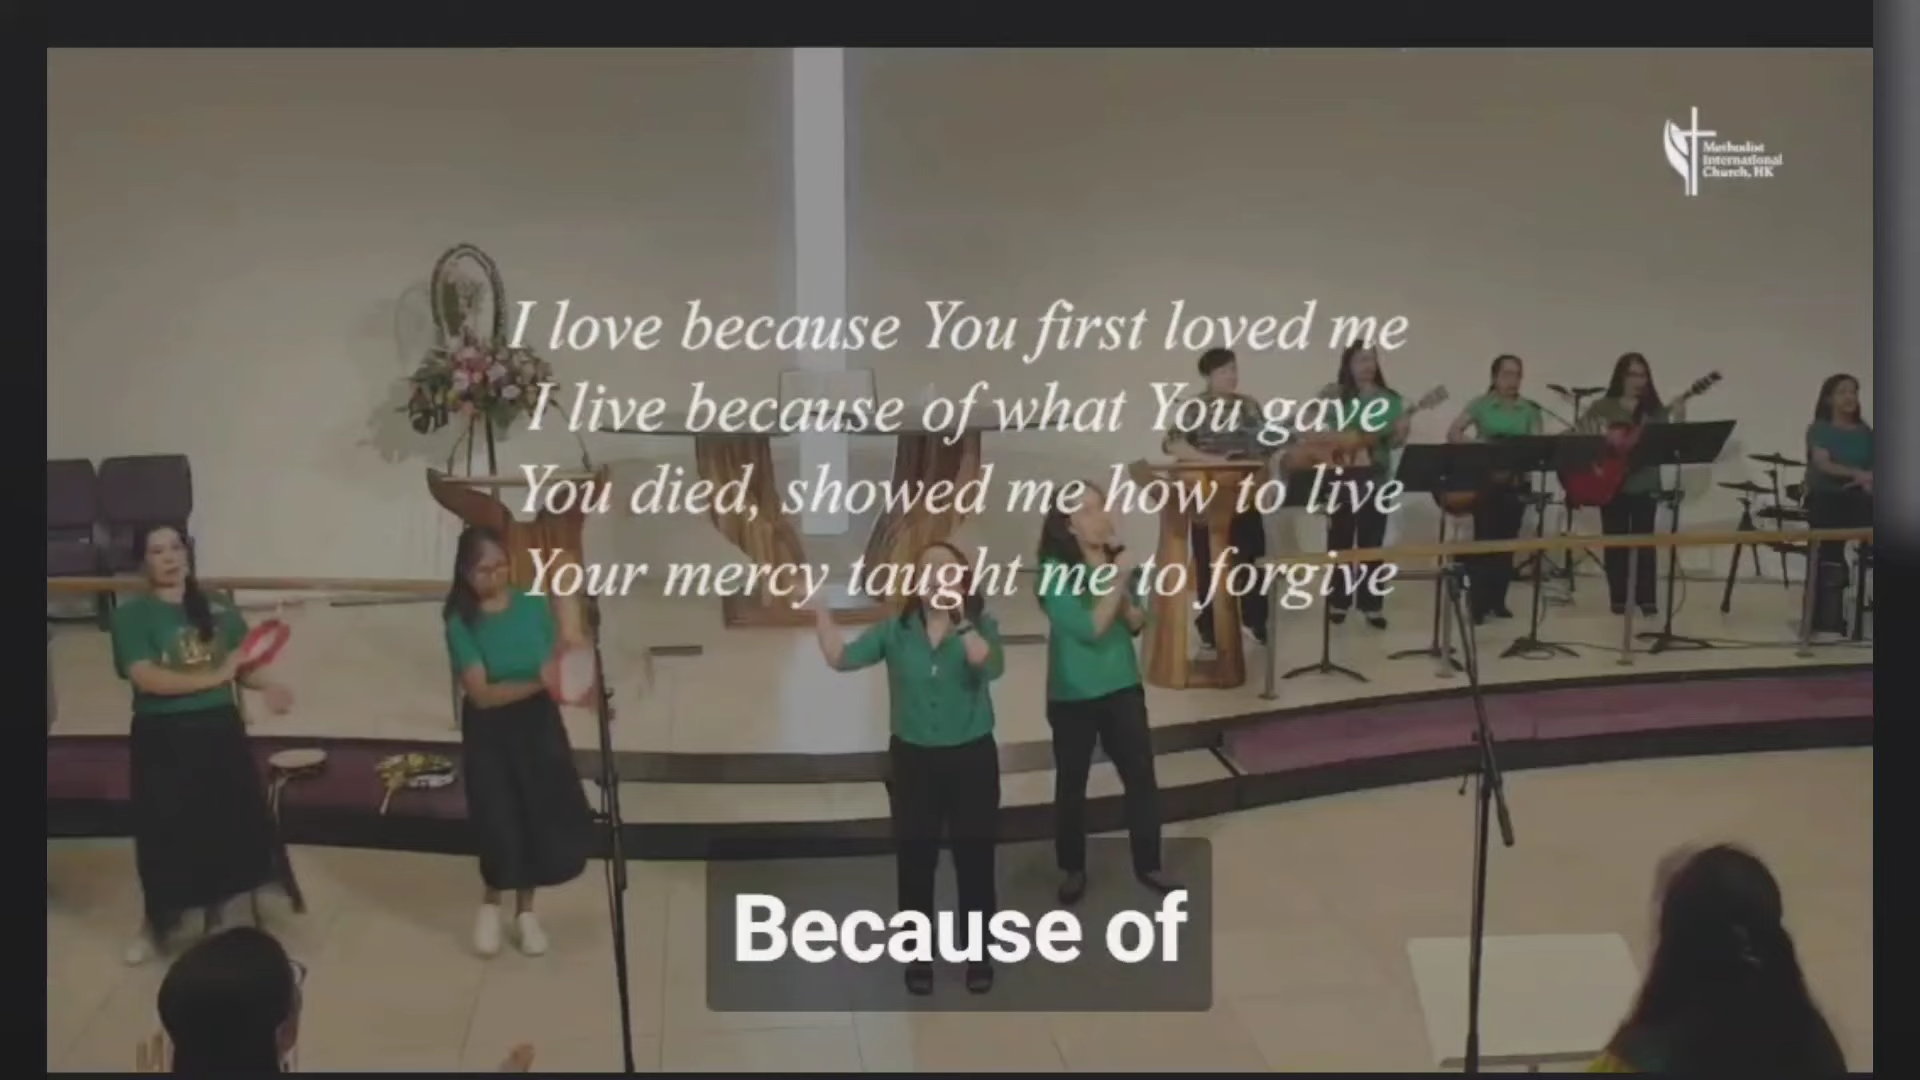 Methodist
International
Church, HK
I love because You first loved me
I live because of what You gave
You died, showed me how to live
Your mercy taught me to forgive
Because of